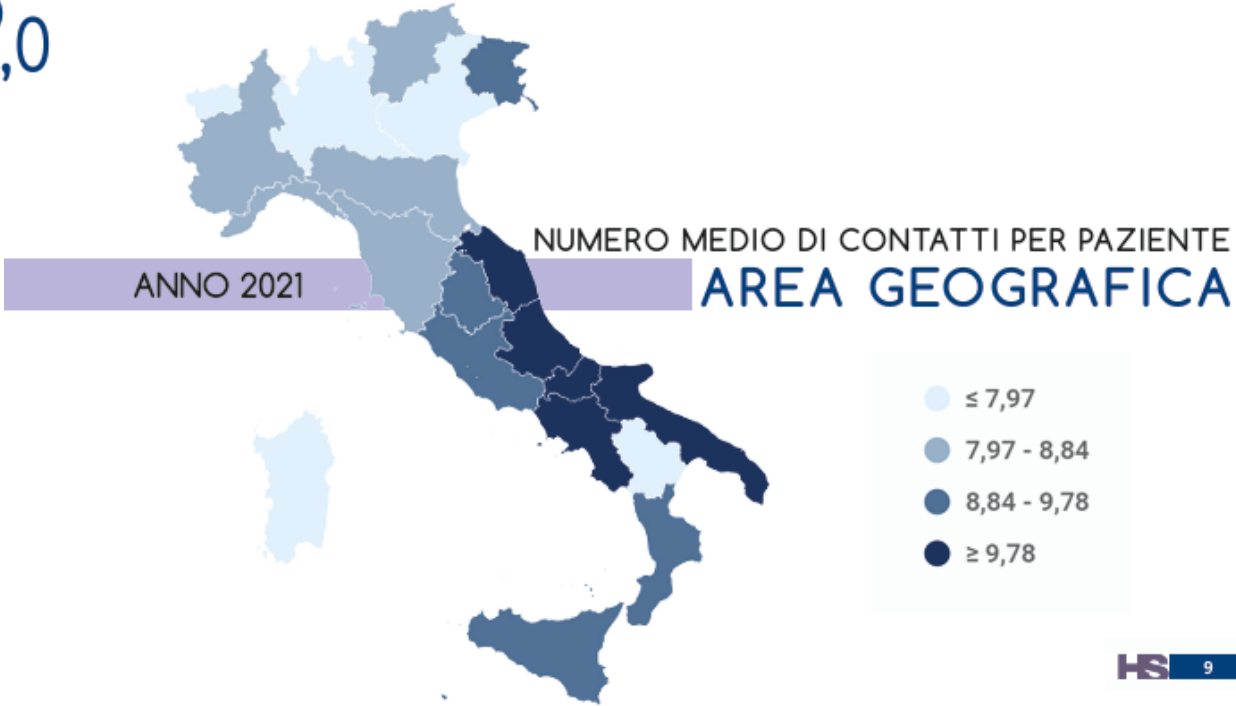 ,0
NUMERO MEDIO DI CONTATTI PER PAZIENTE
ANNO 2021
AREA GEOGRAFICA
≤ 7,97
7,97 - 8,84
8,84 - 9,78
≥ 9,78
HS 9